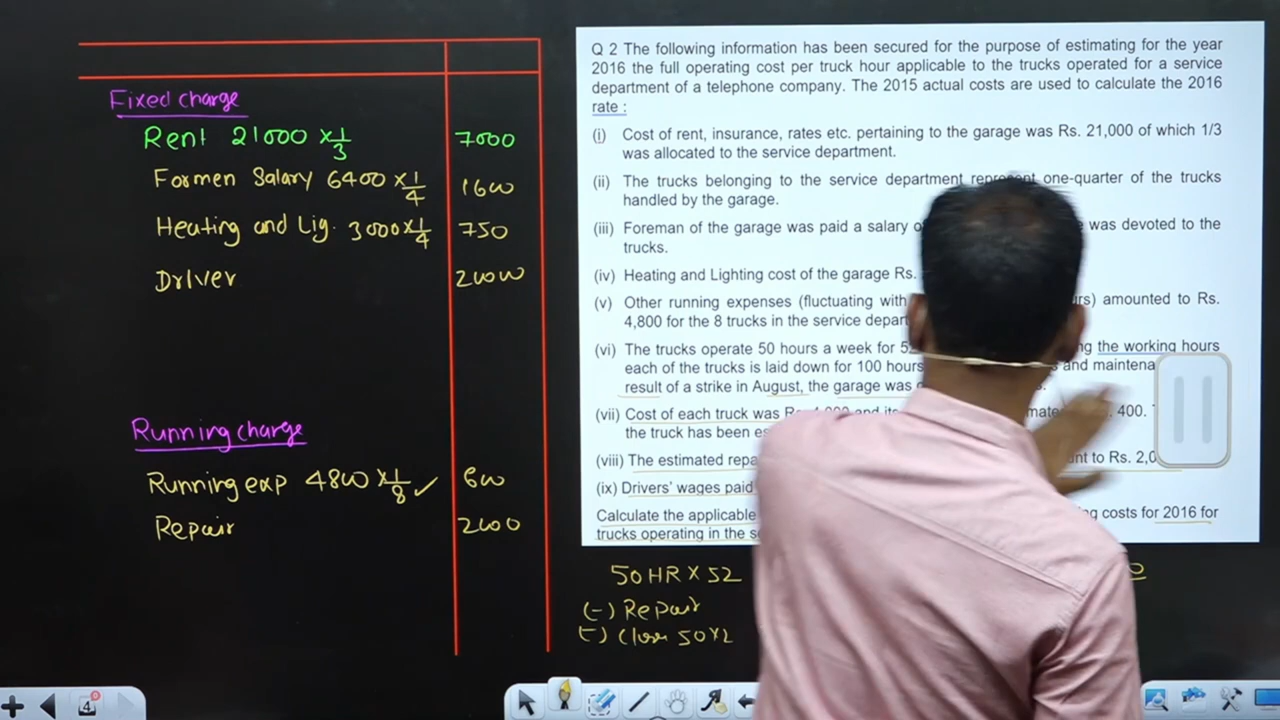 Fixed charge
Rent 21000 × 1/3 7000
Formen Salary 6400 × 1/4 1600
Heating and Lig. 3000 × 1/4 750
Driver 2000
Running charge
Running exp 4800 × 1/8 ✓ 600
Repair 2000
Q 2 The following information has been secured for the purpose of estimating for the year
2016 the full operating cost per truck hour applicable to the trucks operated for a service
department of a telephone company. The 2015 actual costs are used to calculate the 2016
rate :
(i) Cost of rent, insurance, rates etc. pertaining to the garage was Rs. 21,000 of which 1/3
was allocated to the service department.
(ii) The trucks belonging to the service department represent one-quarter of the trucks
handled by the garage.
(iii) Foreman of the garage was paid a salary was devoted to the
trucks.
(iv) Heating and Lighting cost of the garage Rs.
(v) Other running expenses (fluctuating with amounted to Rs.
4,800 for the 8 trucks in the service
(vi) The trucks operate 50 hours a week for the working hours
each of the trucks is laid down for 100 hours and
result of a strike in August, the garage was
(vii) Cost of each truck was 400.
the truck has been
(viii) The estimated to Rs.
(ix) Drivers' wages paid
Calculate the applicable costs for 2016 for
trucks operating in the
50 HR × 52
(-) Repair
(-) Close 50×2
4